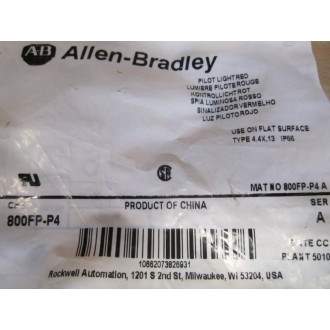 AB Allen-Bradley
PILOT LIGHT RED
LUMIERE PILOTE ROUGE
KONTROLLICHT ROT
SPIA LUMINOSA ROSSO
SINALIZADOR VERMELHO
LUZ PILOTO ROJO
USE ON FLAT SURFACE
TYPE 4.4X,13 IP66
MAT NO 800FP-P4 A
PRODUCT OF CHINA
SER
800FP-P4
A
PLANT 5010
10662073826931
Rockwell Automation, 1201 S 2nd St, Milwaukee, WI 53204, USA